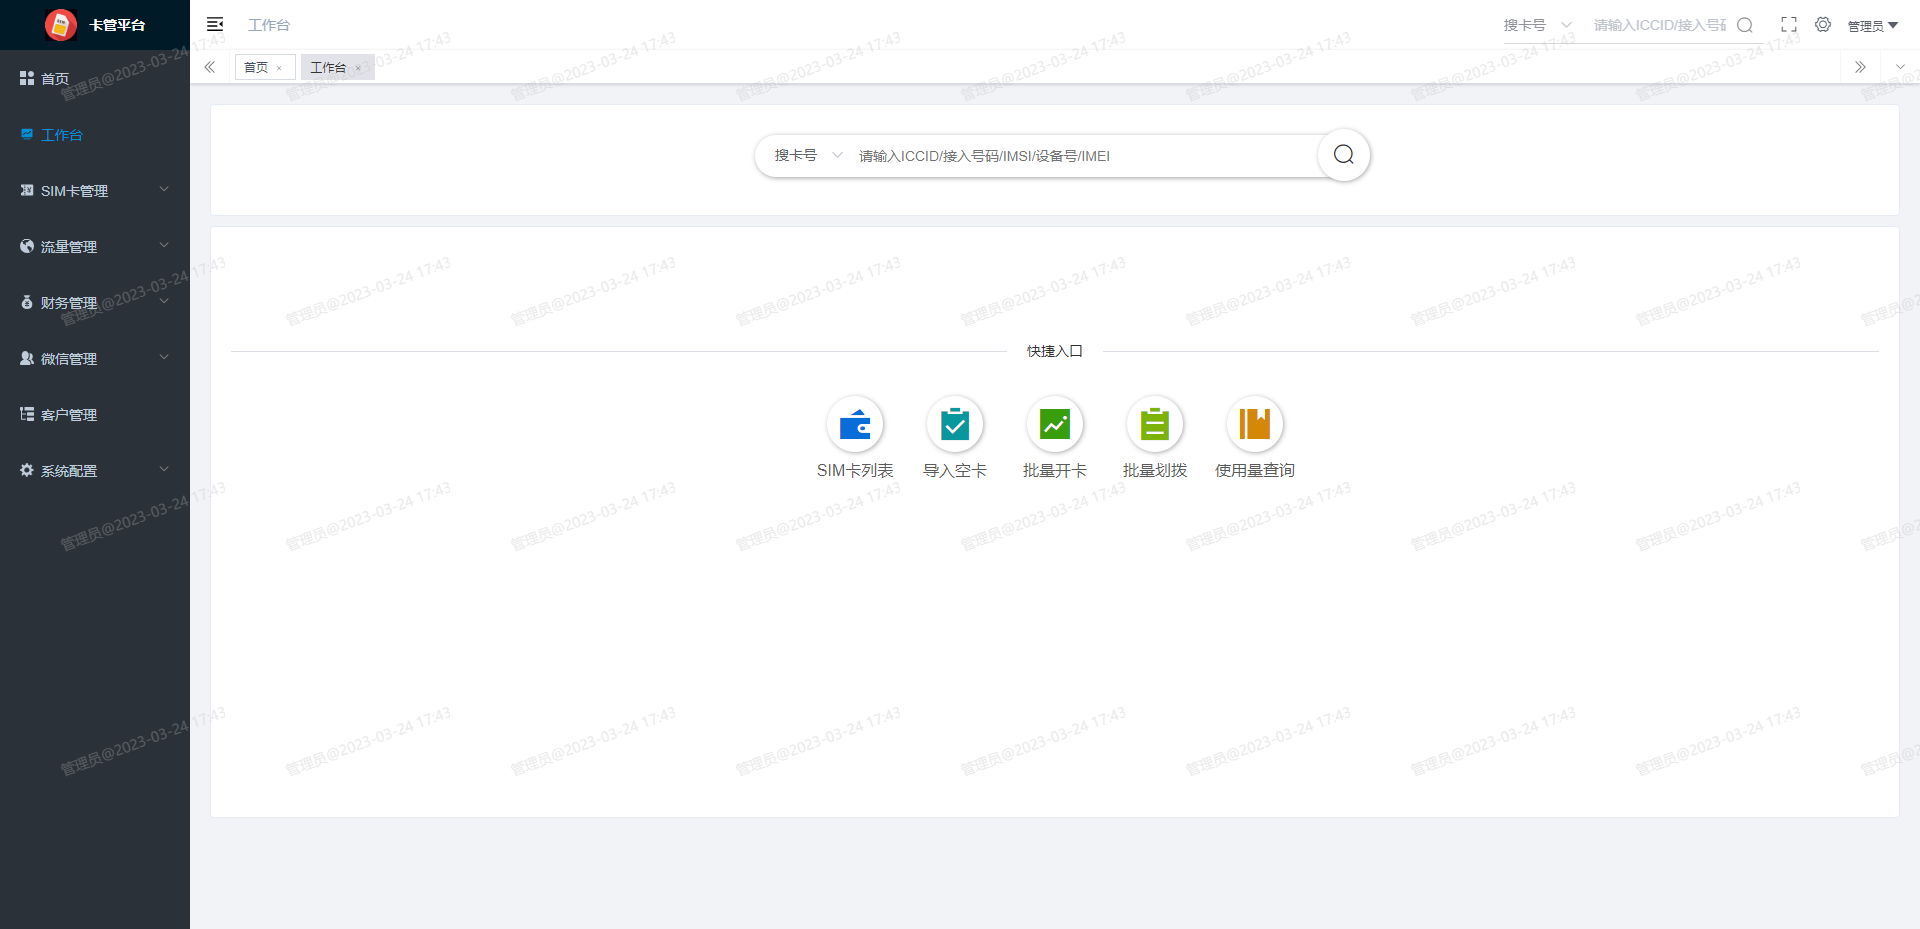 卡管平台
工作台
搜卡号
请输入ICCID/接入号码
管理员
首页 ×
工作台 ×
首页
工作台
SIM卡管理
流量管理
财务管理
微信管理
客户管理
系统配置
搜卡号 请输入ICCID/接入号码/IMSI/设备号/IMEI
快捷入口
SIM卡列表 导入空卡 批量开卡 批量划拨 使用量查询
管理员@2023-03-24 17:43